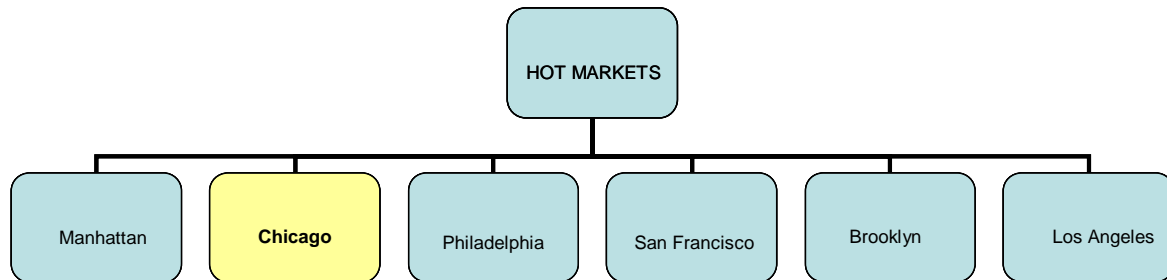 HOT MARKETS
Manhattan
Chicago
Philadelphia
San Francisco
Brooklyn
Los Angeles